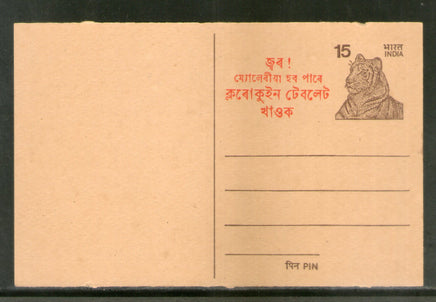 জ্বৰ!
ম্যেলেৰীয়া হব পাৰে
ক্লৰোকুইন টেবলেট
খাওক
15 भारत
INDIA
पिन PIN